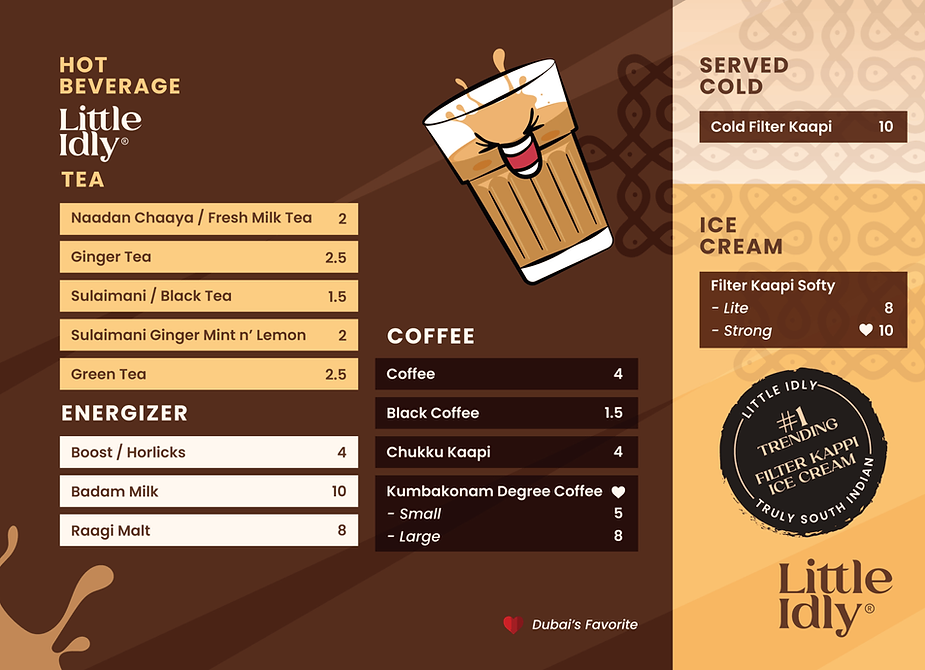 HOT
BEVERAGE
Little
Idly®
TEA
Naadan Chaaya / Fresh Milk Tea 2
Ginger Tea 2.5
Sulaimani / Black Tea 1.5
Sulaimani Ginger Mint n’ Lemon 2
Green Tea 2.5
ENERGIZER
Boost / Horlicks 4
Badam Milk 10
Raagi Malt 8
COFFEE
Coffee 4
Black Coffee 1.5
Chukku Kaapi 4
Kumbakonam Degree Coffee
- Small 5
- Large 8
Dubai’s Favorite
SERVED
COLD
Cold Filter Kaapi 10
ICE
CREAM
Filter Kaapi Softy
- Lite 8
- Strong 10
LITTLE IDLY
#1
TRENDING
FILTER KAPPI
ICE CREAM
TRULY SOUTH INDIAN
Little
Idly®